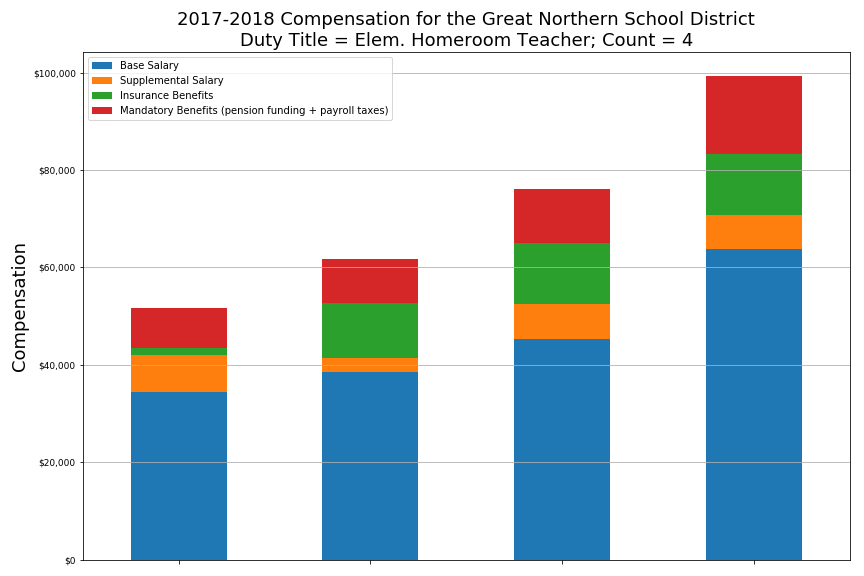 2017-2018 Compensation for the Great Northern School District
Duty Title = Elem. Homeroom Teacher; Count = 4
Base Salary
Supplemental Salary
Insurance Benefits
Mandatory Benefits (pension funding + payroll taxes)
$100,000
$80,000
$60,000
$40,000
$20,000
$0
Compensation